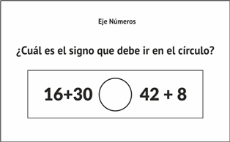 Eje Números
¿Cuál es el signo que debe ir en el círculo?
16+30 42 + 8